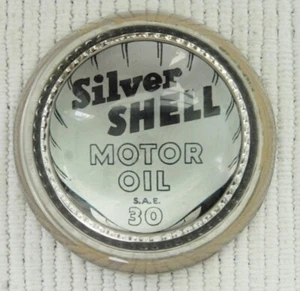 Silver
SHELL
MOTOR
OIL
S.A.E.
30